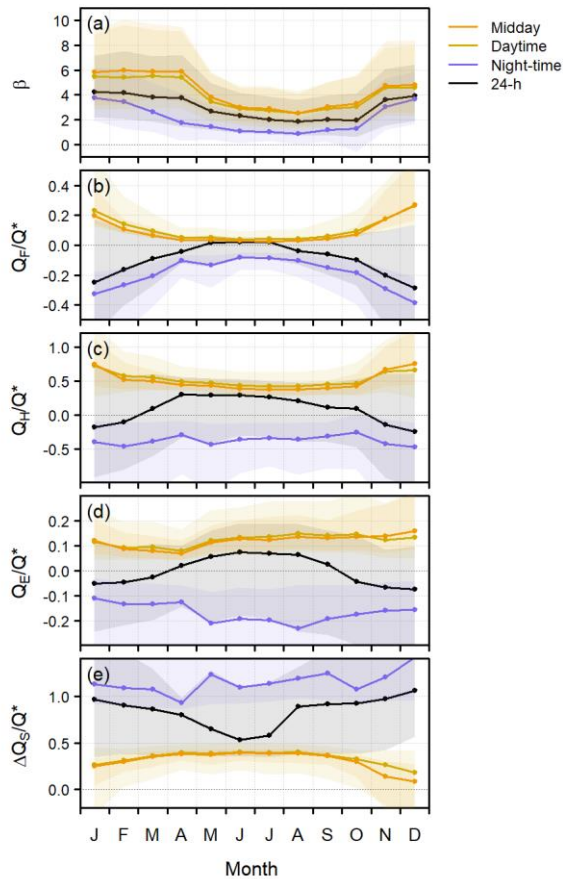 Midday
Daytime
Night-time
24-h
(a)
β
10
8
6
4
2
0
(b)
Q_F/Q*
0.4
0.2
0.0
-0.2
-0.4
(c)
Q_H/Q*
1.0
0.5
0.0
-0.5
(d)
Q_E/Q*
0.2
0.1
0.0
-0.1
-0.2
(e)
ΔQ_S/Q*
1.0
0.5
0.0
J F M A M J J A S O N D
Month